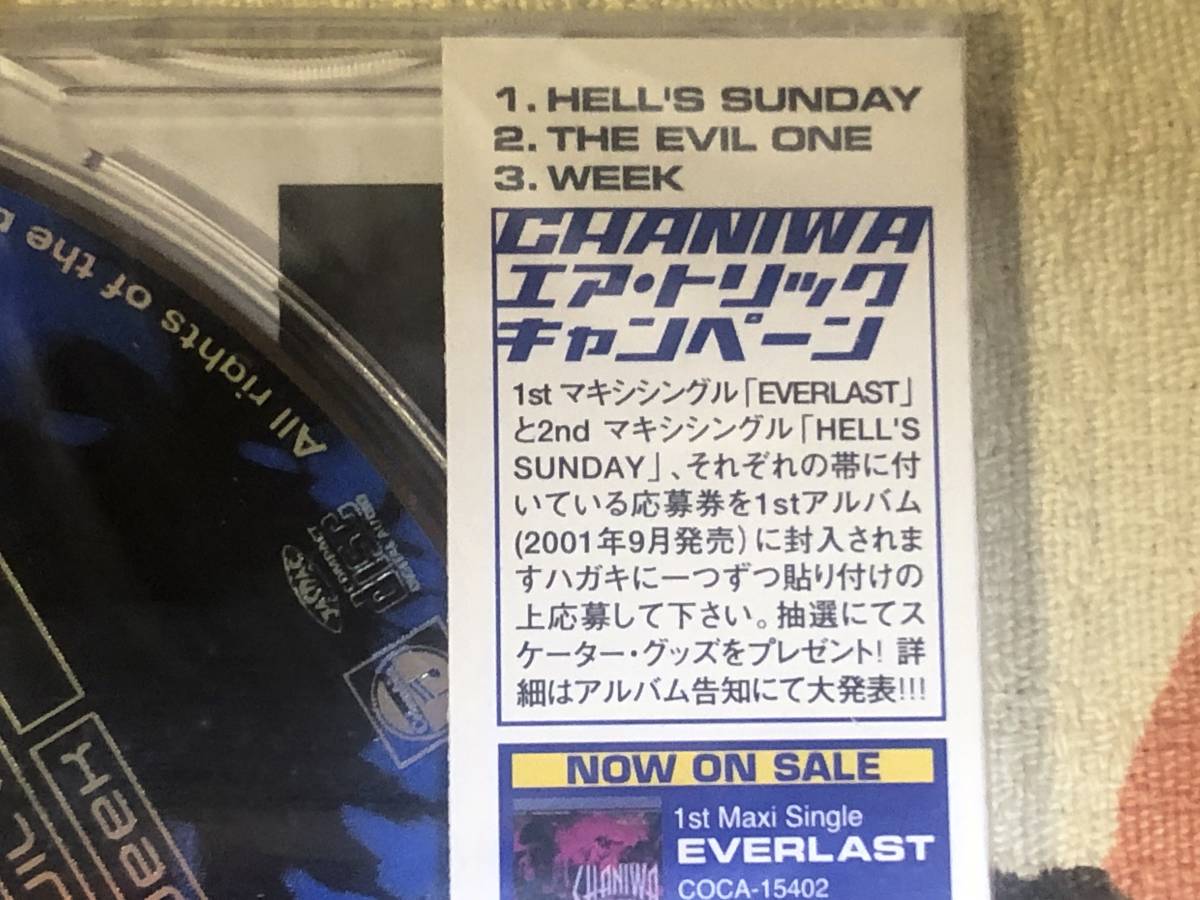 1. HELL'S SUNDAY
2. THE EVIL ONE
3. WEEK
CHANIWA
エア・トリック
キャンペーン
1st マキシシングル「EVERLAST」
と2nd マキシシングル「HELL'S
SUNDAY」、それぞれの帯に付
いている応募券を1stアルバム
(2001年9月発売)に封入されま
すハガキに一つずつ貼り付けの
上応募して下さい。抽選にてス
ケーター・グッズをプレゼント! 詳
細はアルバム告知にて大発表!!!
NOW ON SALE
1st Maxi Single
EVERLAST
COCA-15402
CHANIWA
All rights of the
COMPACT
disc
DIGITAL AUDIO